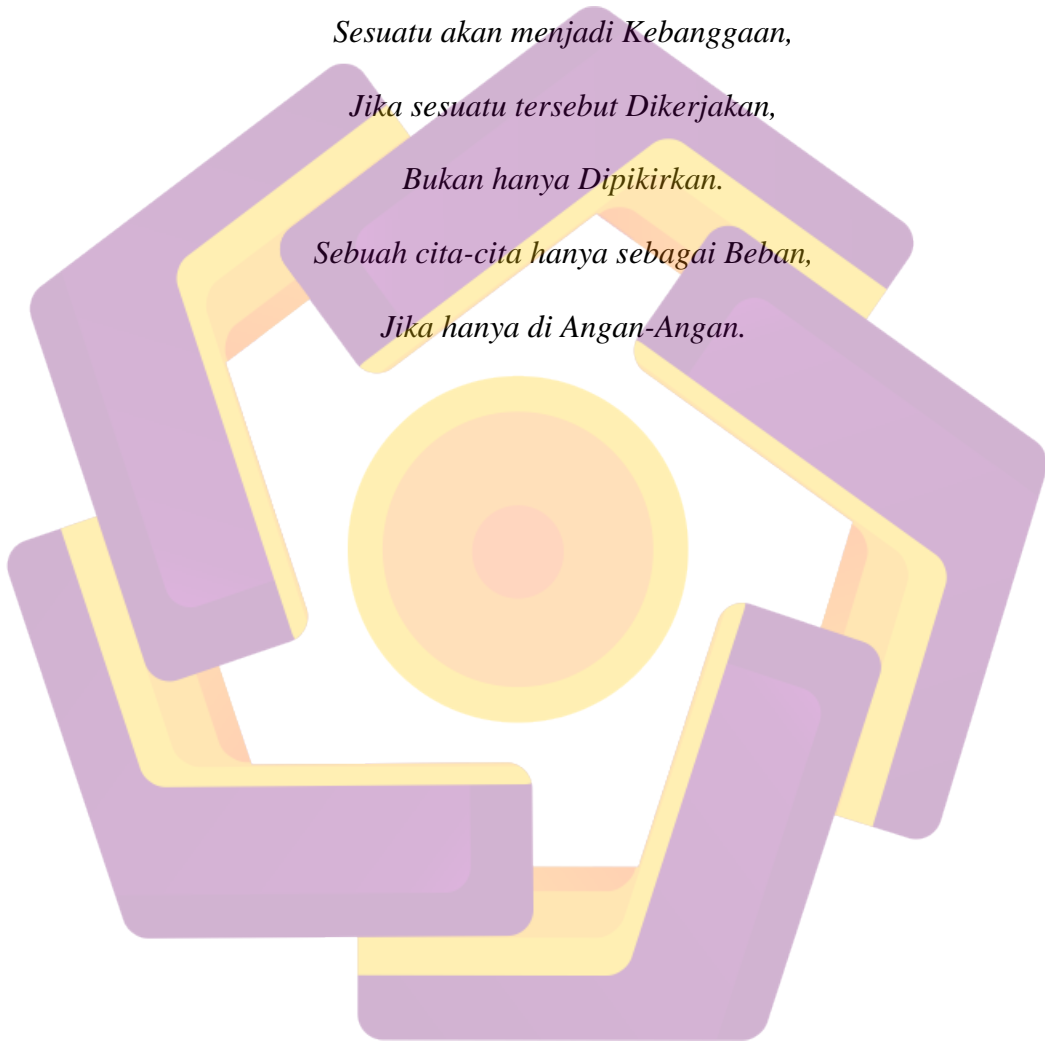 Sesuatu akan menjadi Kebanggaan,
Jika sesuatu tersebut Dikerjakan,
Bukan hanya Dipikirkan.
Sebuah cita-cita hanya sebagai Beban,
Jika hanya di Angan-Angan.